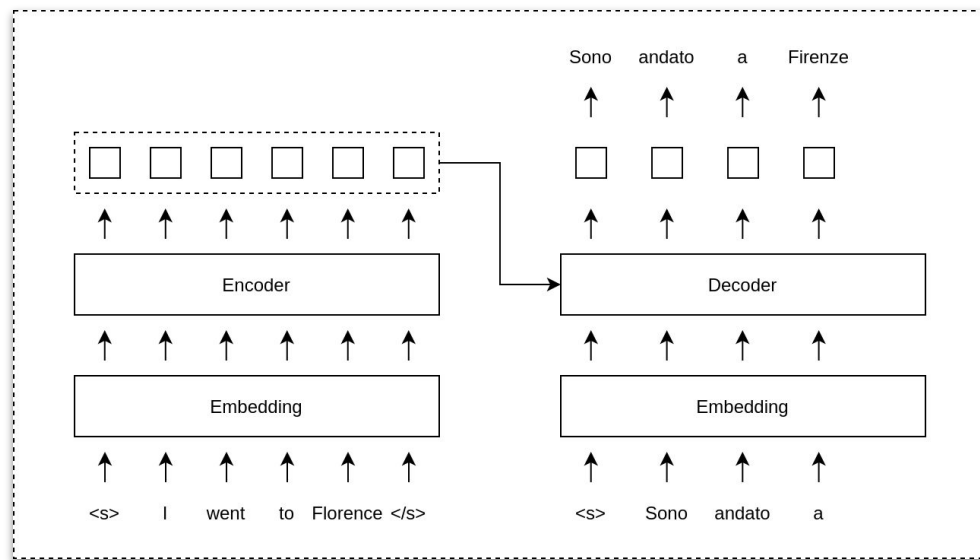 Sono andato a Firenze
Encoder
Decoder
Embedding
Embedding
<s> I went to Florence </s>
<s> Sono andato a